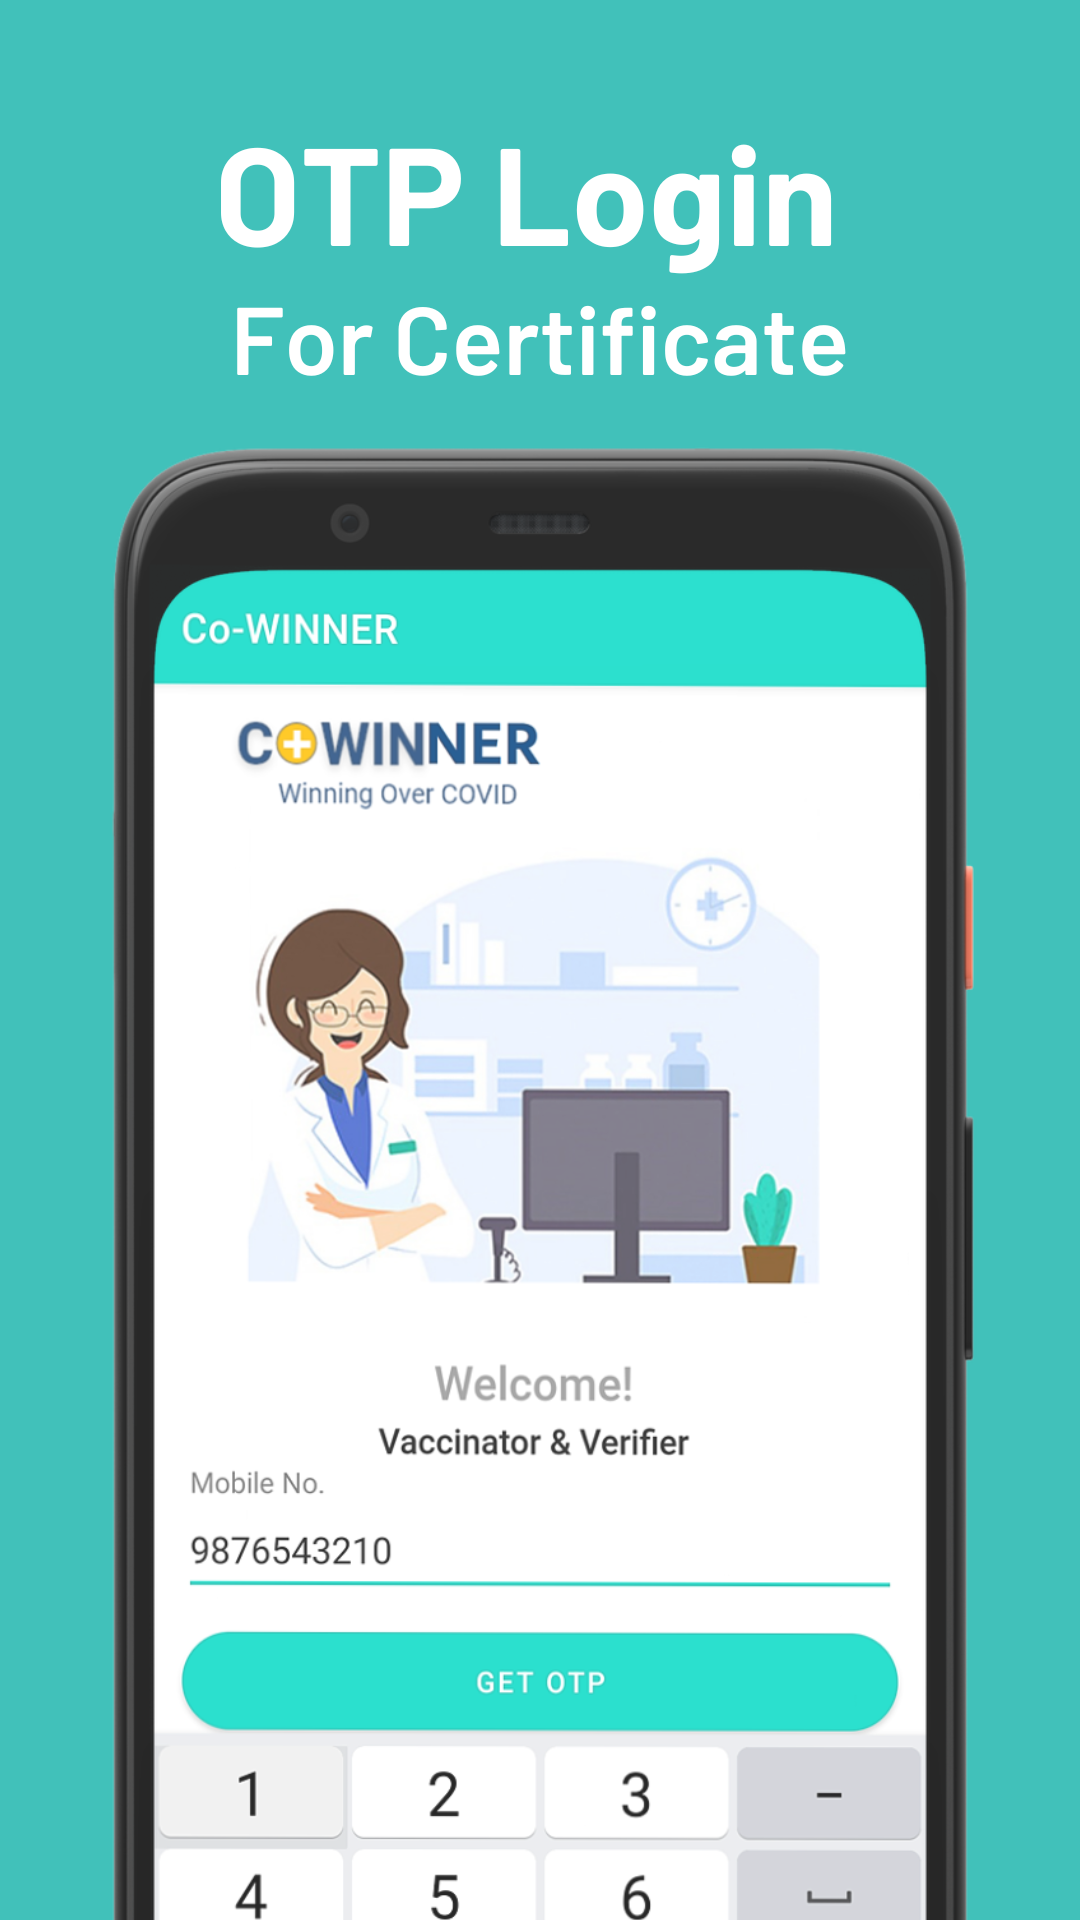 OTP Login
For Certificate
Co-WINNER
COWINNER
Winning Over COVID
Welcome!
Vaccinator & Verifier
Mobile No.
9876543210
GET OTP
1 2 3 –
4 5 6